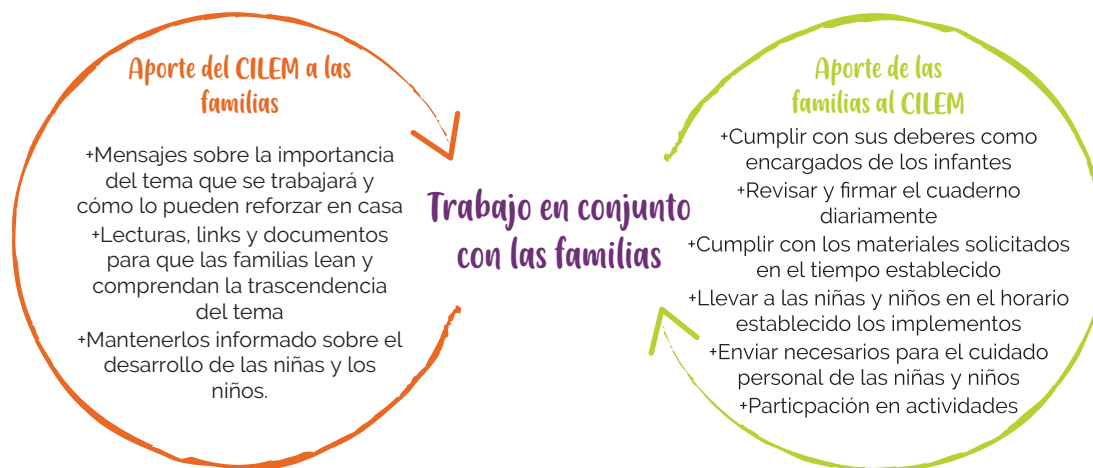 Aporte del CILEM a las
familias
+Mensajes sobre la importancia
del tema que se trabajará y
cómo lo pueden reforzar en casa
+Lecturas, links y documentos
para que las familias lean y
comprendan la trascendencia
del tema
+Mantenerlos informado sobre el
desarrollo de las niñas y los
niños.
Trabajo en conjunto
con las familias
Aporte de las
familias al CILEM
+Cumplir con sus deberes como
encargados de los infantes
+Revisar y firmar el cuaderno
diariamente
+Cumplir con los materiales solicitados
en el tiempo establecido
+Llevar a las niñas y niños en el horario
establecido los implementos
+Enviar necesarios para el cuidado
personal de las niñas y niños
+Particpación en actividades